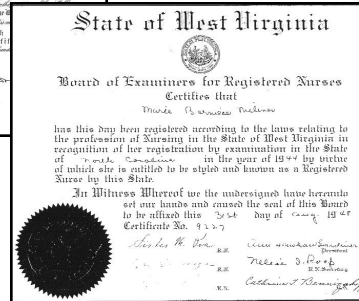 State of West Virginia
Board of Examiners for Registered Nurses
Certifies that
Marie Bernice
has this day been registered according to the laws relating to
the profession of Nursing in the State of West Virginia in
recognition of her registration by examination in the State
of North Carolina in the year of 1944 by virtue
of which she is entitled to be styled and known as a Registered
Nurse by this State.
In Witness Whereof we the undersigned have hereunto
set our hands and caused the seal of this Board
to be affixed this 31st day of Aug. 1948
Certificate No. 9227
R.N.
President
R.N.
R.N. Secretary
R.N.